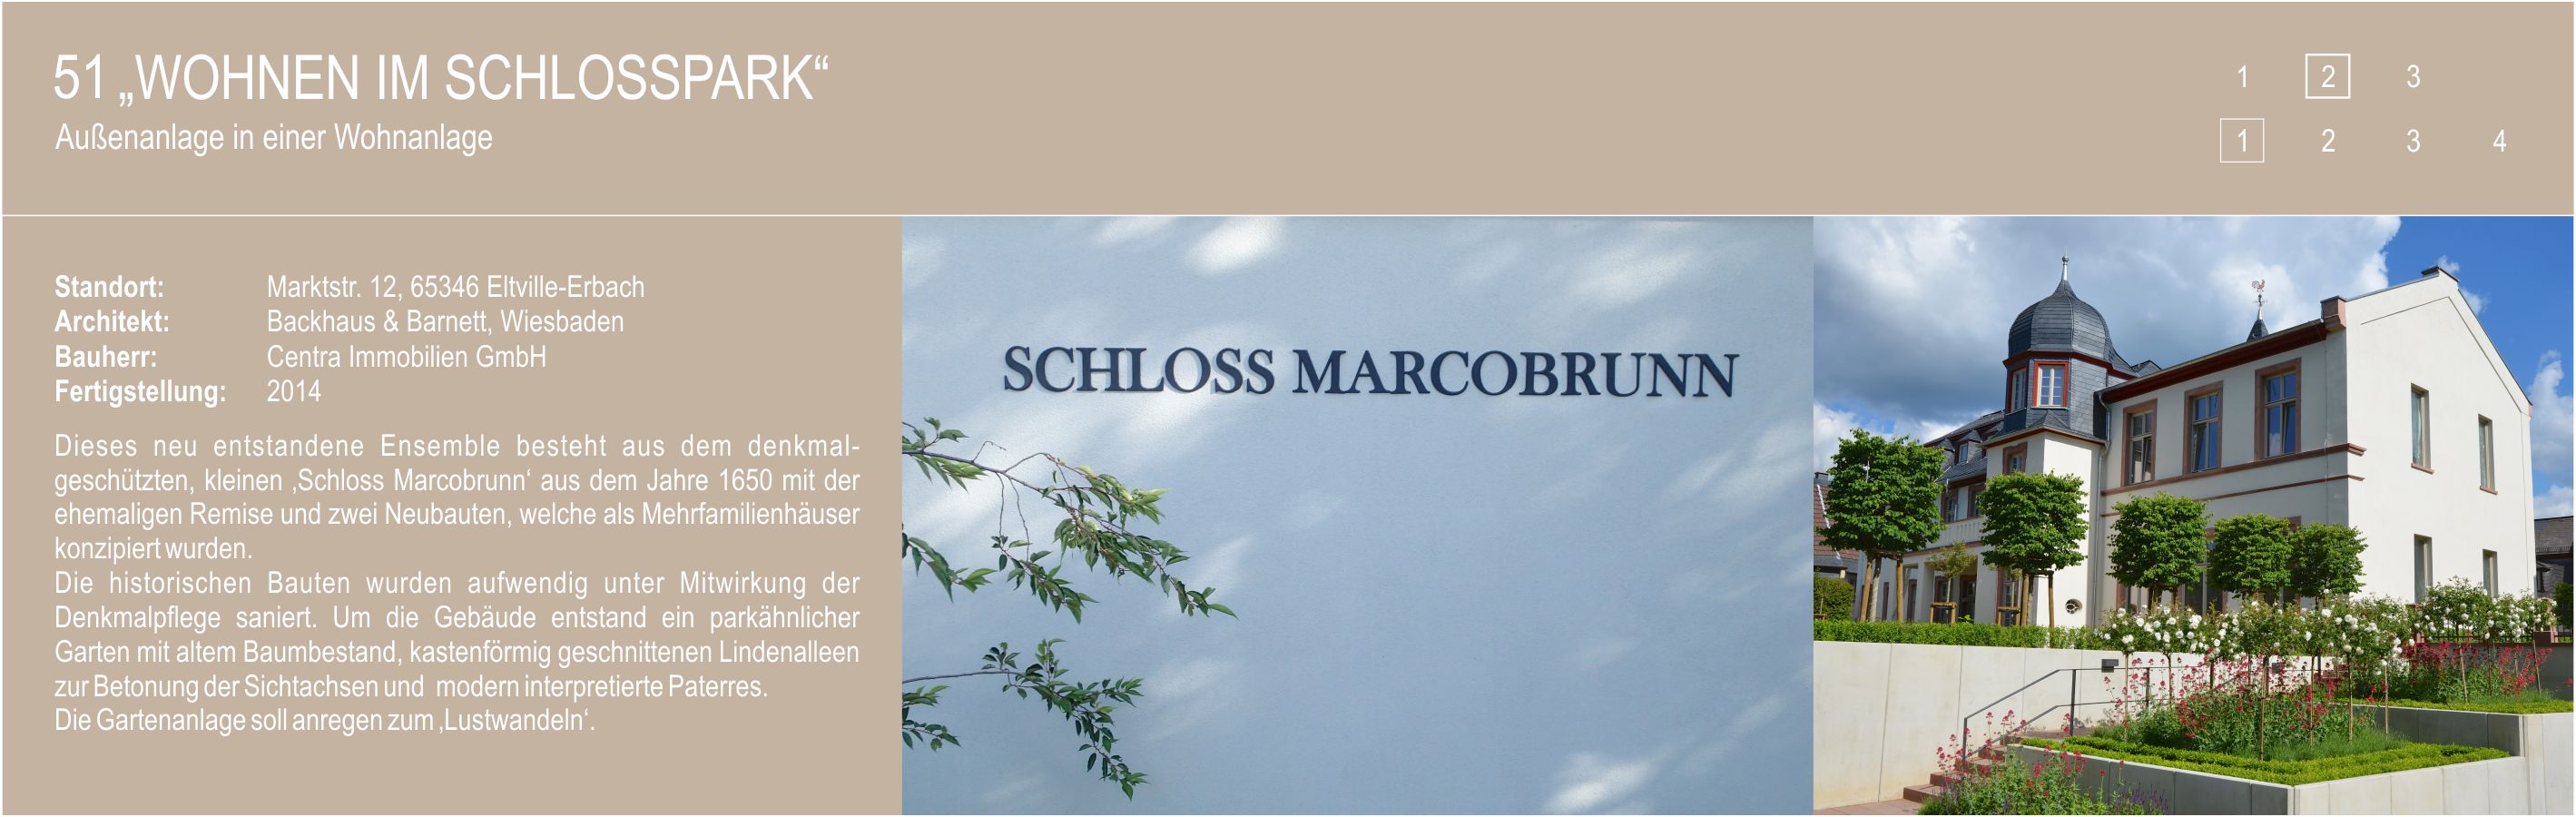 51 „WOHNEN IM SCHLOSSPARK“
Außenanlage in einer Wohnanlage
1 2 3
1 2 3 4
Standort: Marktstr. 12, 65346 Eltville-Erbach
Architekt: Backhaus & Barnett, Wiesbaden
Bauherr: Centra Immobilien GmbH
Fertigstellung: 2014
Dieses neu entstandene Ensemble besteht aus dem denkmal-
geschützten, kleinen ‚Schloss Marcobrunn‘ aus dem Jahre 1650 mit der
ehemaligen Remise und zwei Neubauten, welche als Mehrfamilienhäuser
konzipiert wurden.
Die historischen Bauten wurden aufwendig unter Mitwirkung der
Denkmalpflege saniert. Um die Gebäude entstand ein parkähnlicher
Garten mit altem Baumbestand, kastenförmig geschnittenen Lindenalleen
zur Betonung der Sichtachsen und modern interpretierte Paterres.
Die Gartenanlage soll anregen zum ‚Lustwandeln‘.
SCHLOSS MARCOBRUNN